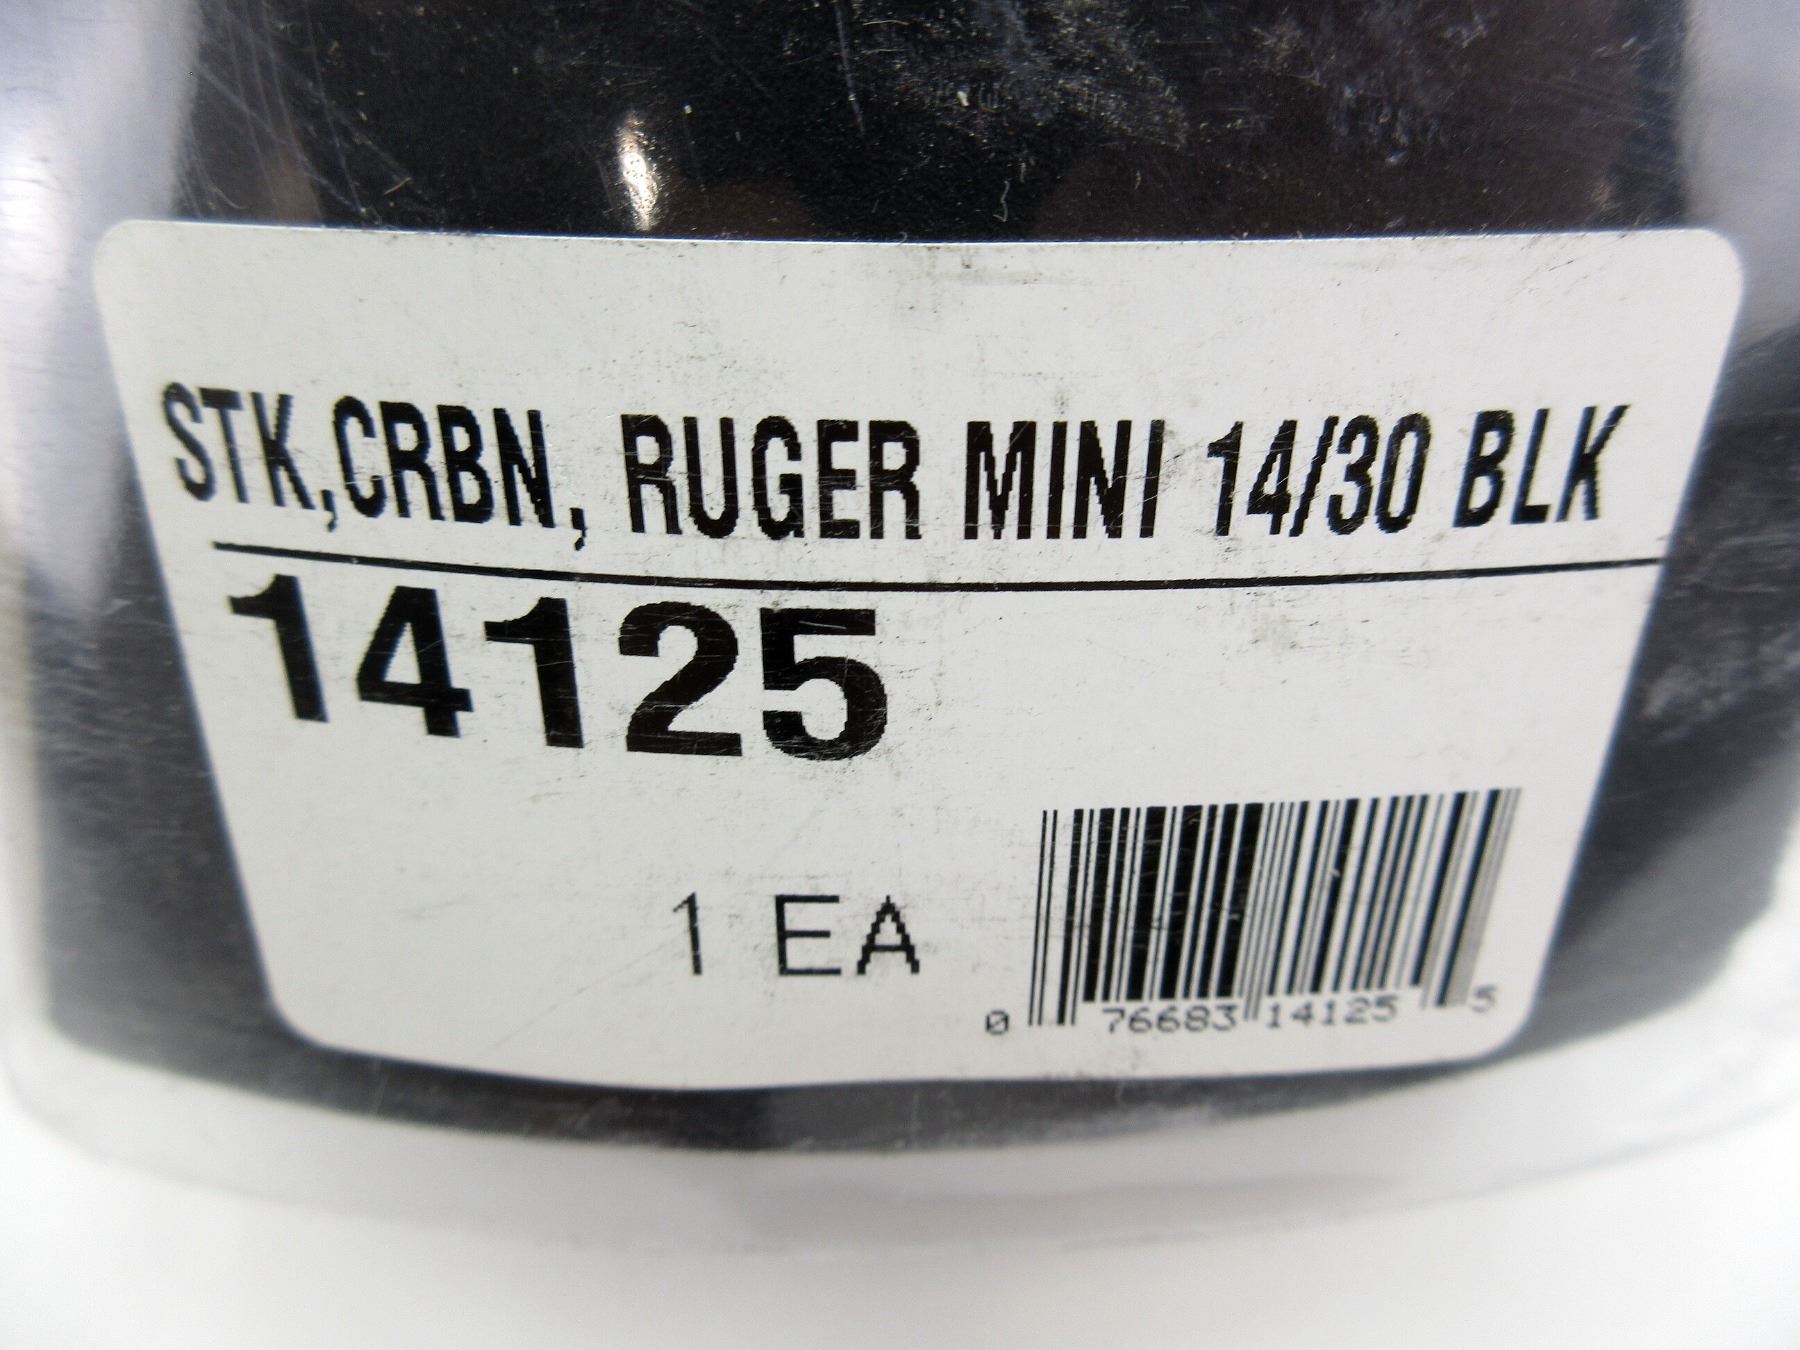 STK,CRBN, RUGER MINI 14/30 BLK
14125
1 EA
0 76683 14125 5